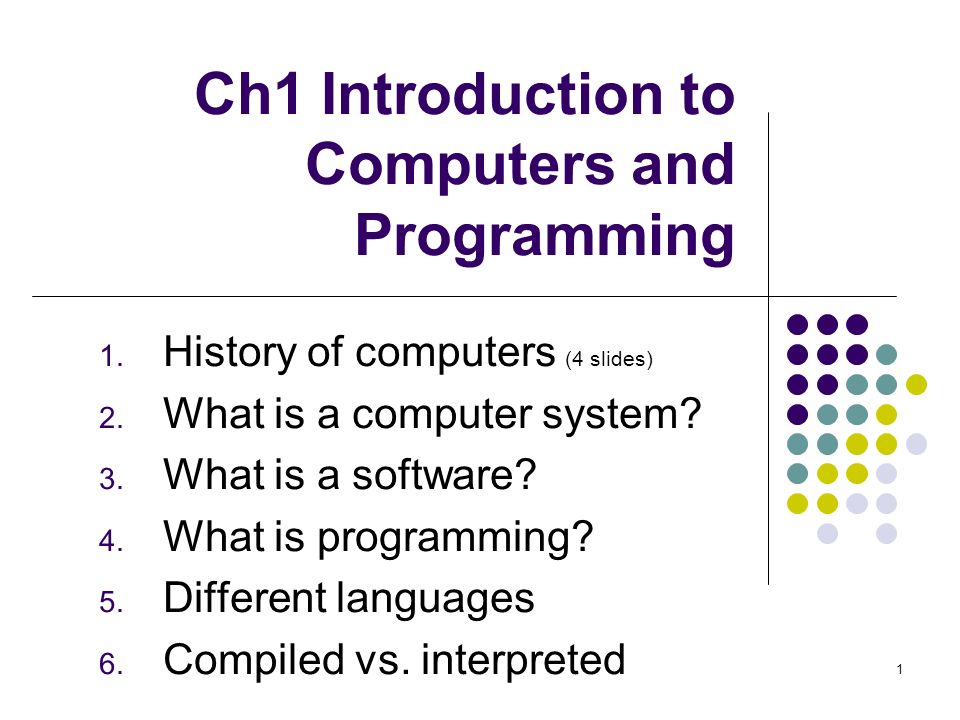 Ch1 Introduction to
Computers and
Programming
1. History of computers (4 slides)
2. What is a computer system?
3. What is a software?
4. What is programming?
5. Different languages
6. Compiled vs. interpreted
1